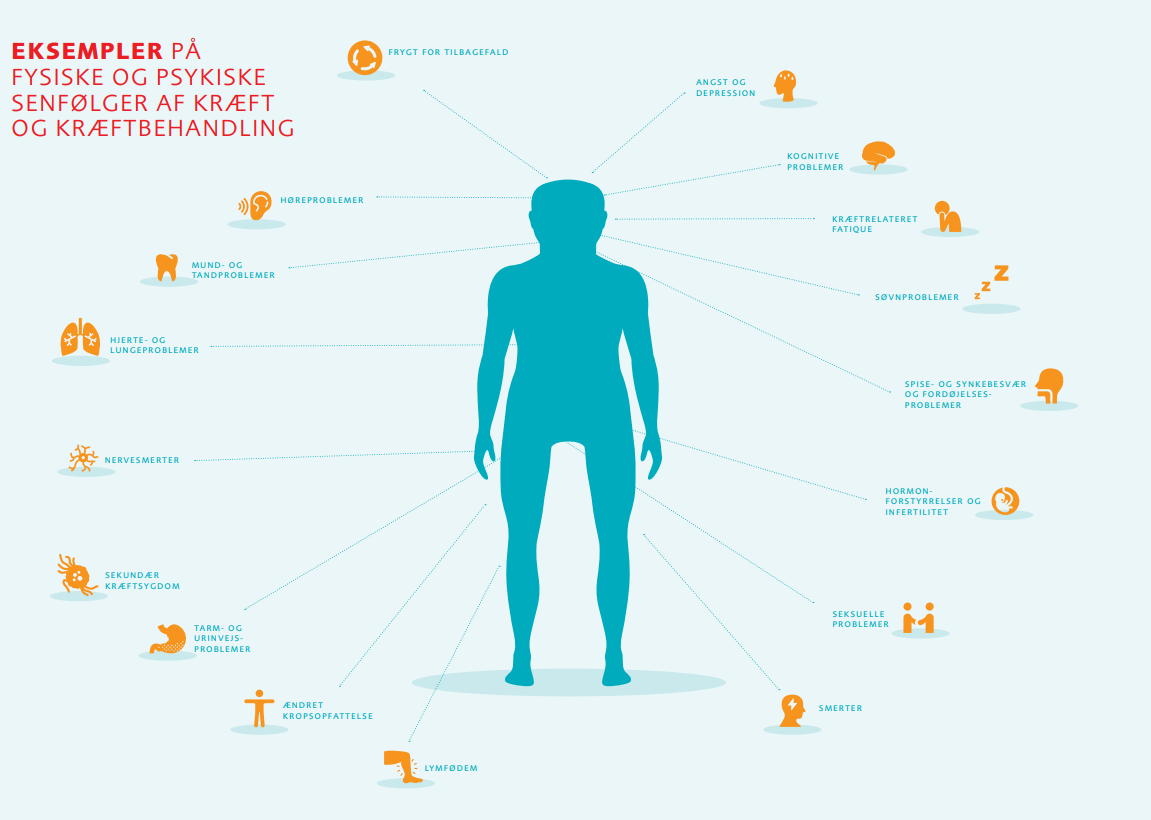 EKSEMPLER PÅ
FYSISKE OG PSYKISKE
SENFØLGER AF KRÆFT
OG KRÆFTBEHANDLING
FRYGT FOR TILBAGEFALD
HØREPROBLEMER
MUND- OG
TANDPROBLEMER
HJERTE- OG
LUNGEPROBLEMER
NERVESMERTER
SEKUNDÆR
KRÆFTSYGDOM
TARM- OG
URINVEJS-
PROBLEMER
ÆNDRET
KROPSOPFATTELSE
LYMFØDEM
ANGST OG
DEPRESSION
KOGNITIVE
PROBLEMER
KRÆFTRELATERET
FATIQUE
SØVNPROBLEMER
z z z
SPISE- OG SYNKEBESVÆR
OG FORDØJELSES-
PROBLEMER
HORMON-
FORSTYRRELSER OG
INFERTILITET
SEKSUELLE
PROBLEMER
SMERTER